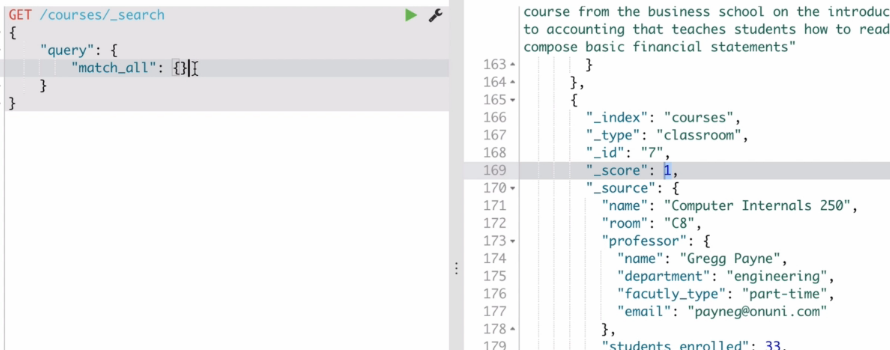 GET /courses/_search
{
"query": {
"match_all": {}
}
}
course from the business school on the introduc
to accounting that teaches students how to read
compose basic financial statements"
163 }
164 },
165 {
166 "_index": "courses",
167 "_type": "classroom",
168 "_id": "7",
169 "_score": 1,
170 "_source": {
171 "name": "Computer Internals 250",
172 "room": "C8",
173 "professor": {
174 "name": "Gregg Payne",
175 "department": "engineering",
176 "facutly_type": "part-time",
177 "email": "payneg@onuni.com"
178 },
179 "students_enrolled": 33,